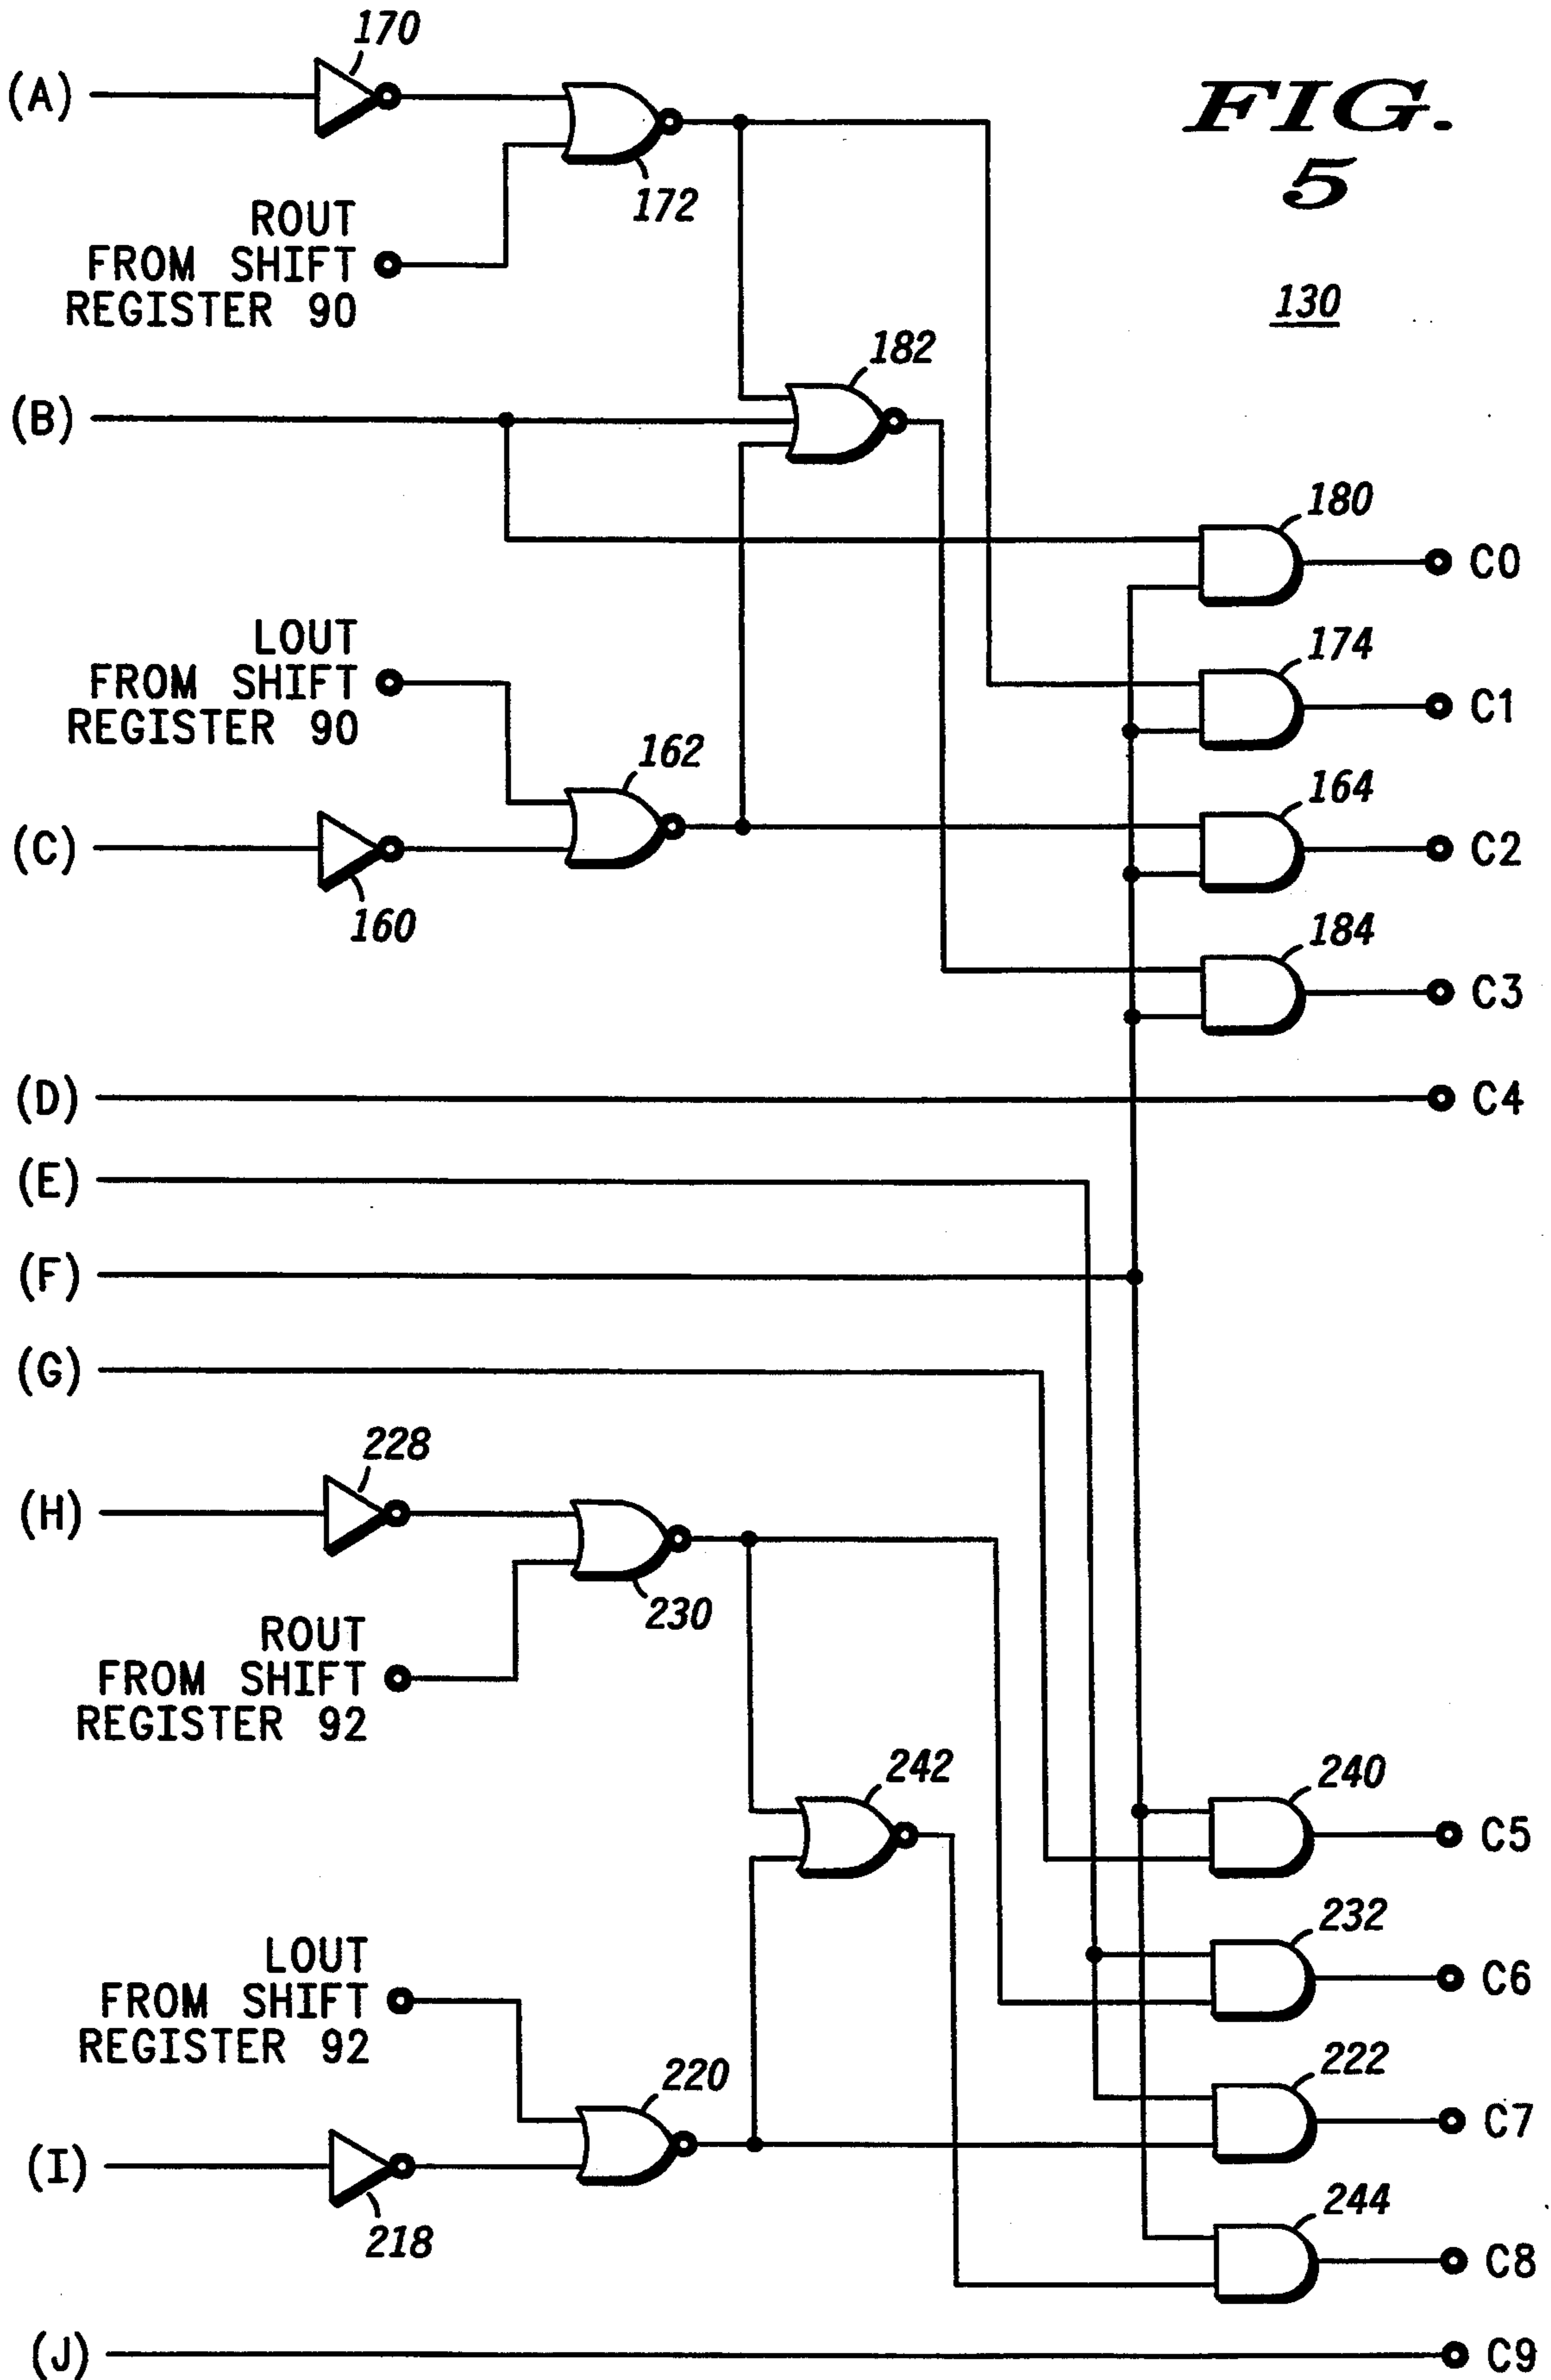 170
(A)
FIG.
5
172
ROUT
FROM SHIFT
REGISTER 90
130
182
(B)
180
C0
LOUT
FROM SHIFT
REGISTER 90
174
C1
162
164
(C)
C2
160
184
C3
(D)
C4
(E)
(F)
(G)
228
(H)
230
ROUT
FROM SHIFT
REGISTER 92
242
240
C5
232
LOUT
FROM SHIFT
REGISTER 92
C6
220
222
C7
(I)
218
244
C8
(J)
C9